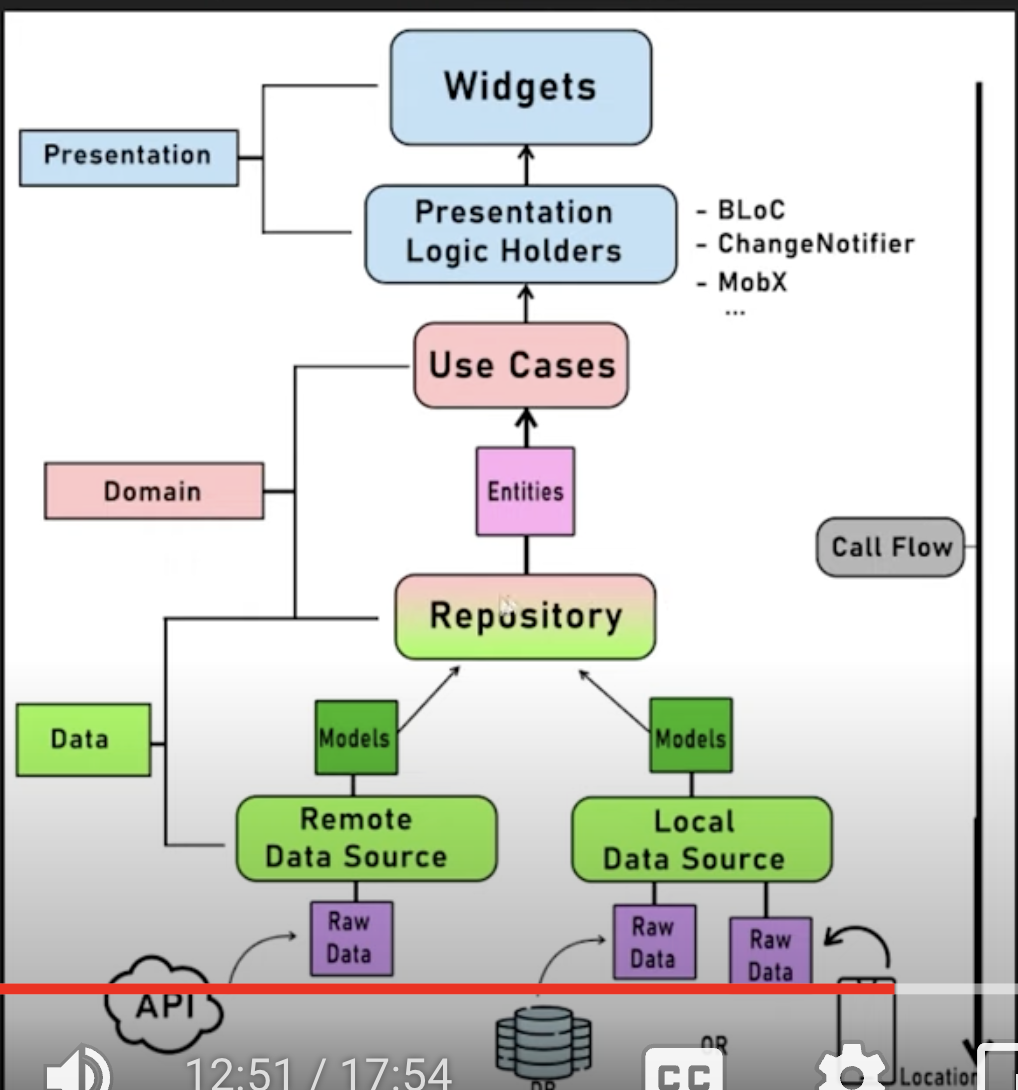 Widgets
Presentation
Presentation
Logic Holders
- BLoC
- ChangeNotifier
- MobX
...
Use Cases
Domain
Entities
Call Flow
Repository
Data
Models
Models
Remote
Data Source
Local
Data Source
Raw
Data
Raw
Data
Raw
Data
API
OR
OR
Location
12:51 / 17:54
CC